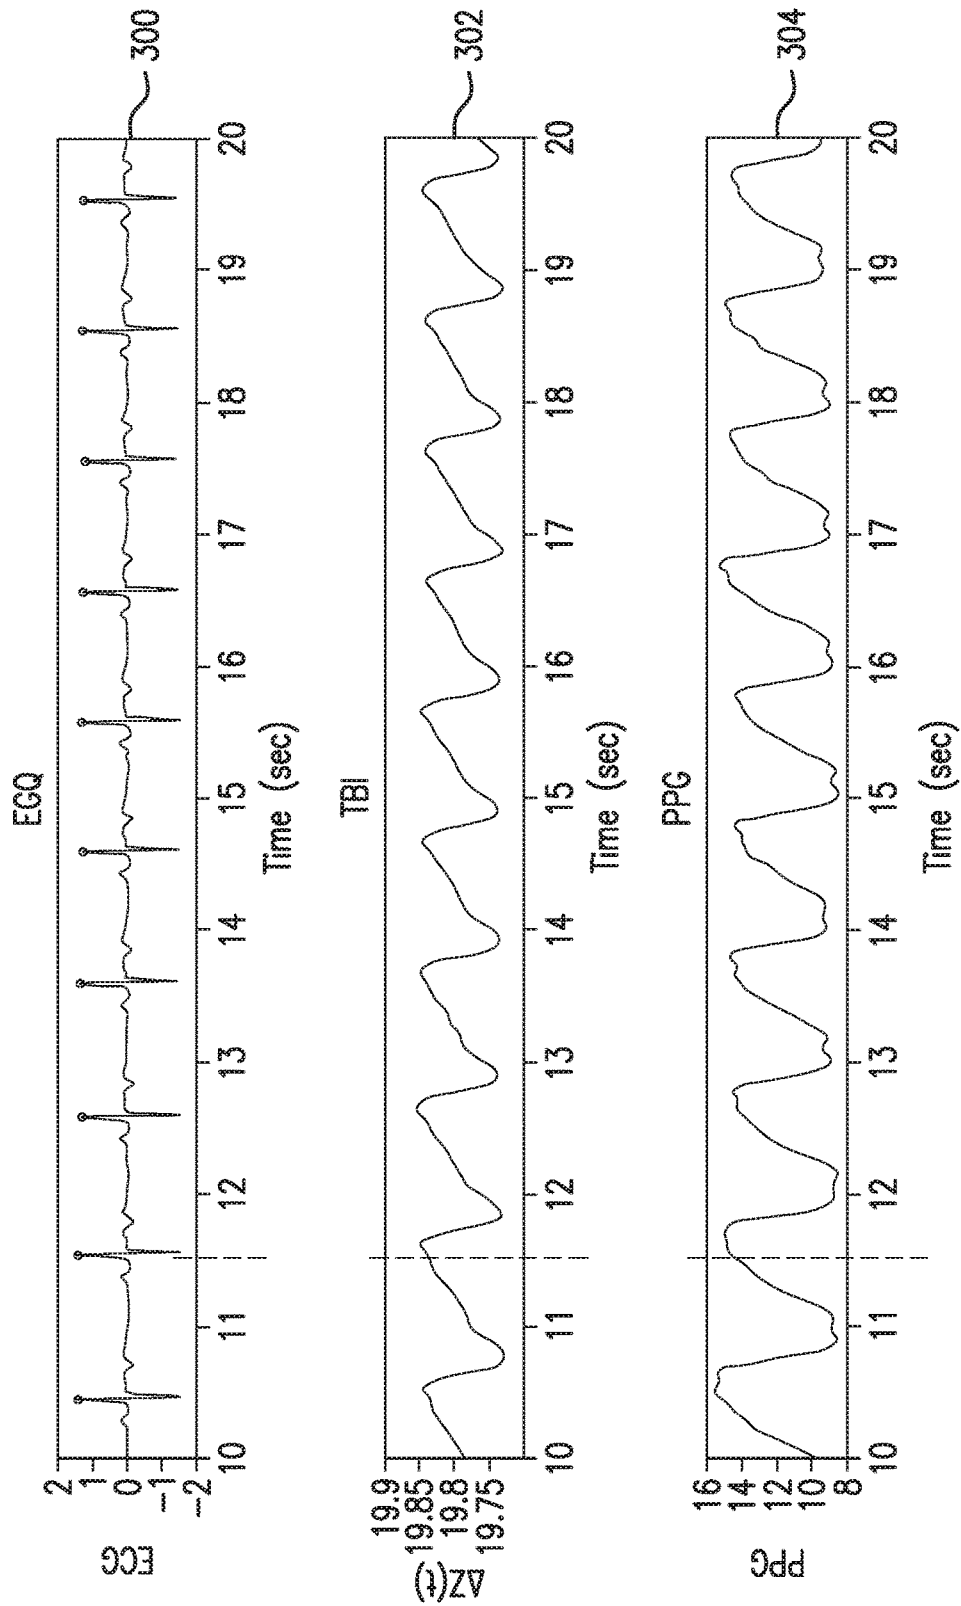 EGQ
ECG
2
1
0
-1
-2
10 11 12 13 14 15 16 17 18 19 20
Time (sec)
300
TBI
ΔZ(t)
19.9
19.85
19.8
19.75
10 11 12 13 14 15 16 17 18 19 20
Time (sec)
302
PPG
PPG
16
14
12
10
8
10 11 12 13 14 15 16 17 18 19 20
Time (sec)
304